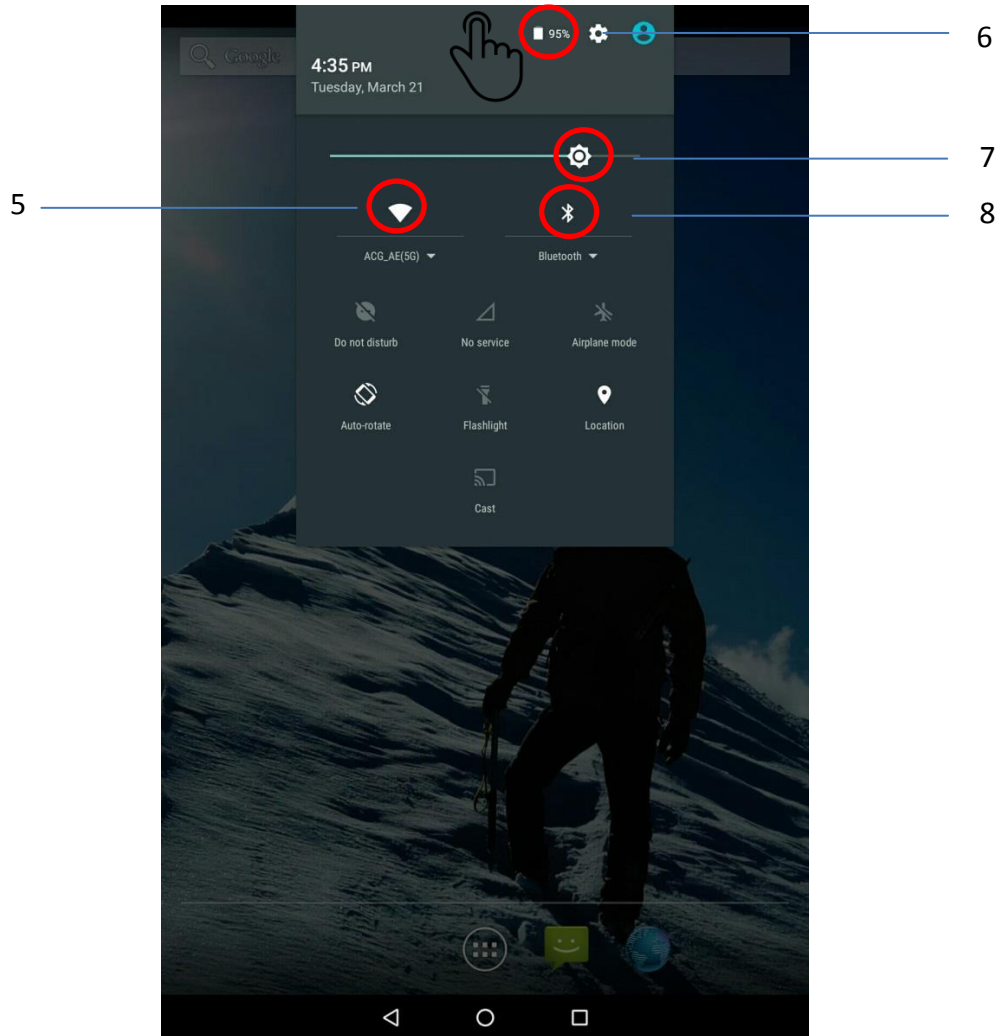 95%
6
Google
4:35 PM
Tuesday, March 21
7
5
8
ACG_AE(5G)
Bluetooth
Do not disturb
No service
Airplane mode
Auto-rotate
Flashlight
Location
Cast